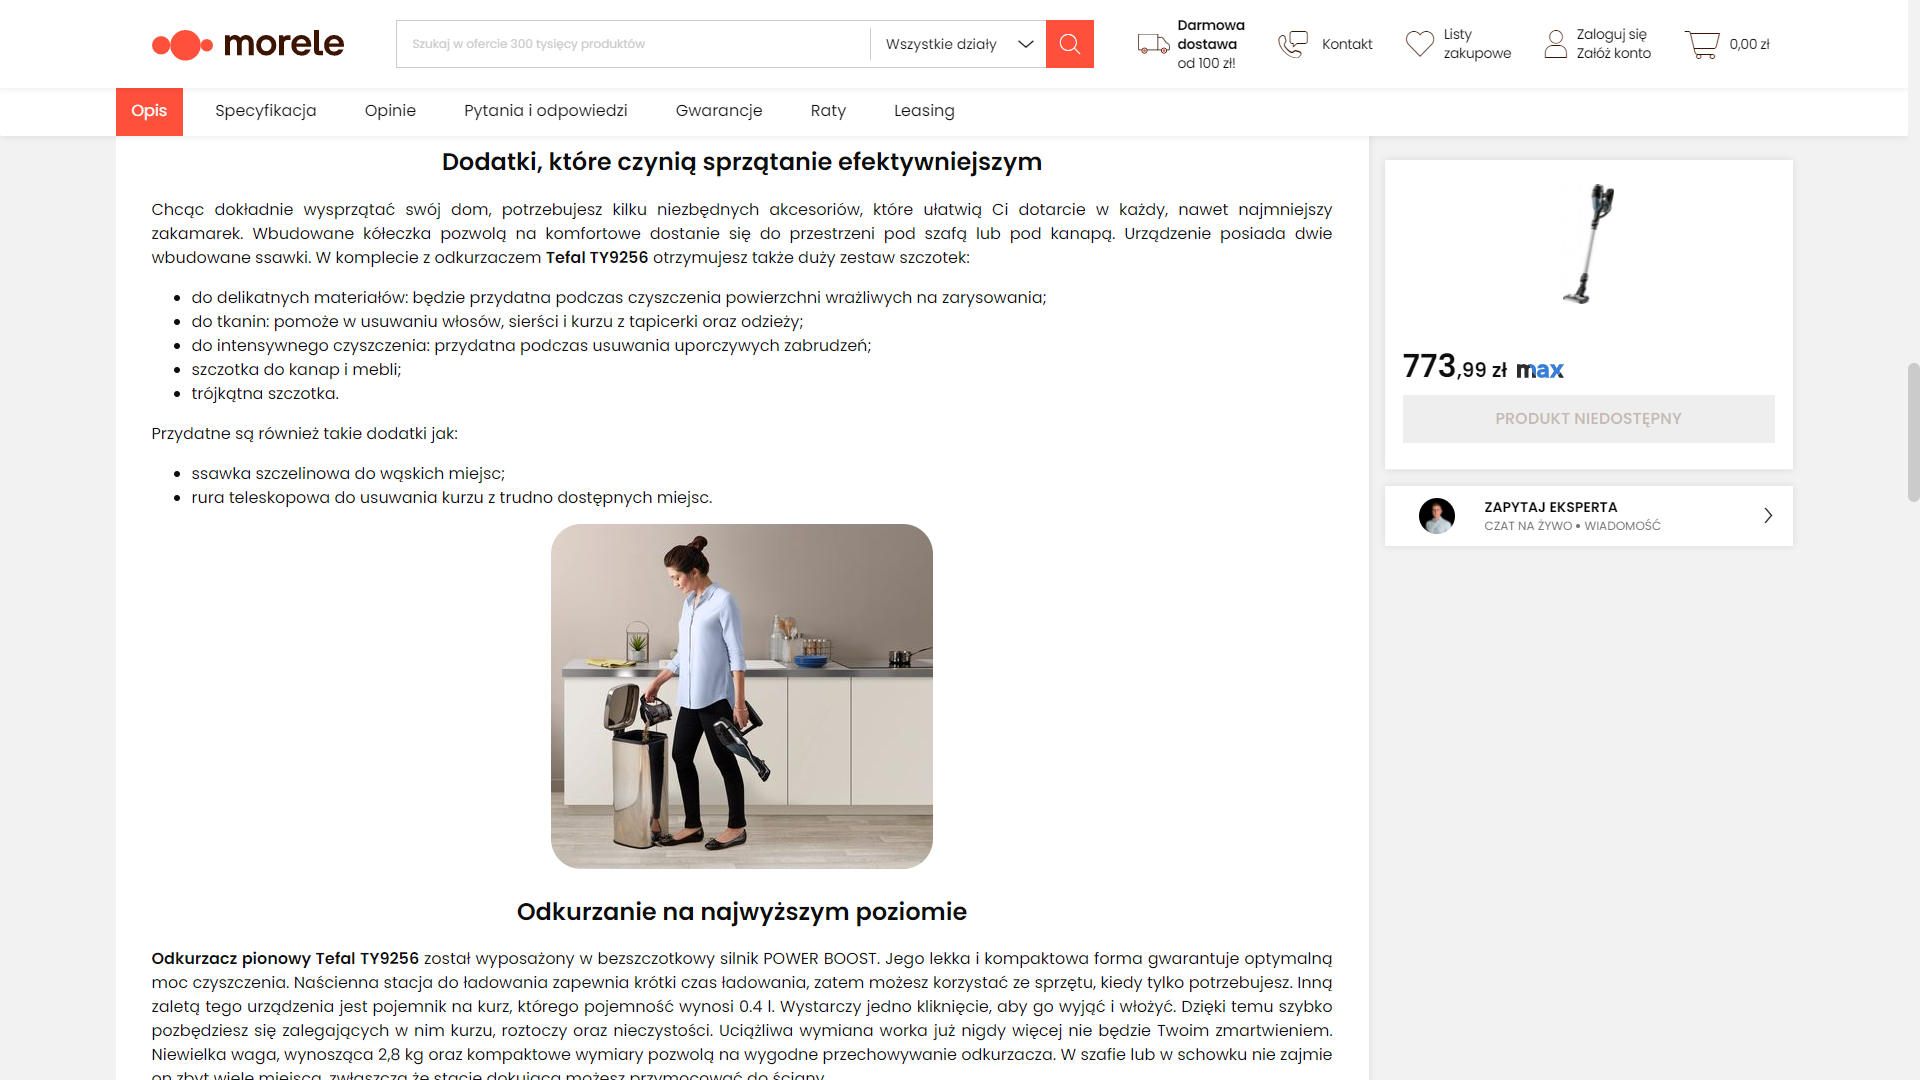 morele
Szukaj w ofercie 300 tysięcy produktów
Wszystkie działy
Darmowa
dostawa
od 100 zł!
Kontakt
Listy
zakupowe
Zaloguj się
Załóż konto
0,00 zł
Opis
Specyfikacja
Opinie
Pytania i odpowiedzi
Gwarancje
Raty
Leasing
Dodatki, które czynią sprzątanie efektywniejszym
Chcąc dokładnie wysprzątać swój dom, potrzebujesz kilku niezbędnych akcesoriów, które ułatwią Ci dotarcie w każdy, nawet najmniejszy
zakamarek. Wbudowane kółeczka pozwolą na komfortowe dostanie się do przestrzeni pod szafą lub pod kanapą. Urządzenie posiada dwie
wbudowane ssawki. W komplecie z odkurzaczem Tefal TY9256 otrzymujesz także duży zestaw szczotek:
do delikatnych materiałów: będzie przydatna podczas czyszczenia powierzchni wrażliwych na zarysowania;
do tkanin: pomoże w usuwaniu włosów, sierści i kurzu z tapicerki oraz odzieży;
do intensywnego czyszczenia: przydatna podczas usuwania uporczywych zabrudzeń;
szczotka do kanap i mebli;
trójkątna szczotka.
Przydatne są również takie dodatki jak:
ssawka szczelinowa do wąskich miejsc;
rura teleskopowa do usuwania kurzu z trudno dostępnych miejsc.
Odkurzanie na najwyższym poziomie
Odkurzacz pionowy Tefal TY9256 został wyposażony w bezszczotkowy silnik POWER BOOST. Jego lekka i kompaktowa forma gwarantuje optymalną
moc czyszczenia. Naścienna stacja do ładowania zapewnia krótki czas ładowania, zatem możesz korzystać ze sprzętu, kiedy tylko potrzebujesz. Inną
zaletą tego urządzenia jest pojemnik na kurz, którego pojemność wynosi 0.4 l. Wystarczy jedno kliknięcie, aby go wyjąć i włożyć. Dzięki temu szybko
pozbędziesz się zalegających w nim kurzu, roztoczy oraz nieczystości. Uciążliwa wymiana worka już nigdy więcej nie będzie Twoim zmartwieniem.
Niewielka waga, wynosząca 2,8 kg oraz kompaktowe wymiary pozwolą na wygodne przechowywanie odkurzacza. W szafie lub w schowku nie zajmie
on zbyt wiele miejsca, zwłaszcza że stację dokującą możesz przymocować do ściany.
773,99 zł max
PRODUKT NIEDOSTĘPNY
ZAPYTAJ EKSPERTA
CZAT NA ŻYWO • WIADOMOŚĆ